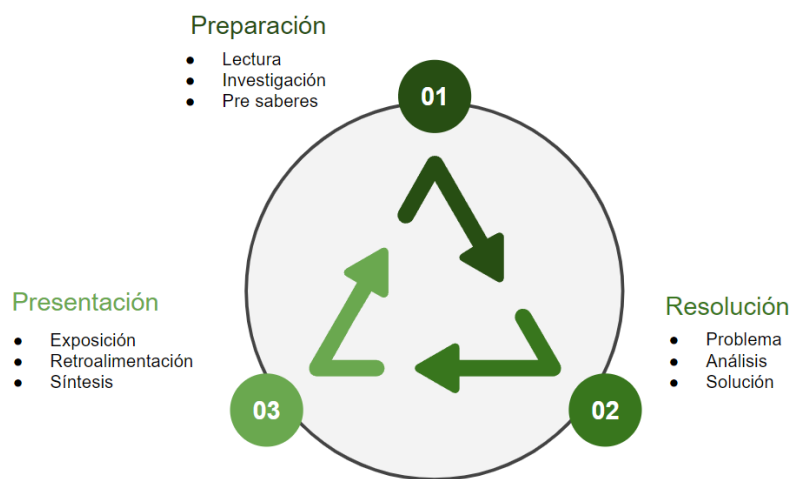 Preparación
● Lectura
● Investigación
● Pre saberes
01
Resolución
● Problema
● Análisis
● Solución
02
Presentación
● Exposición
● Retroalimentación
● Síntesis
03